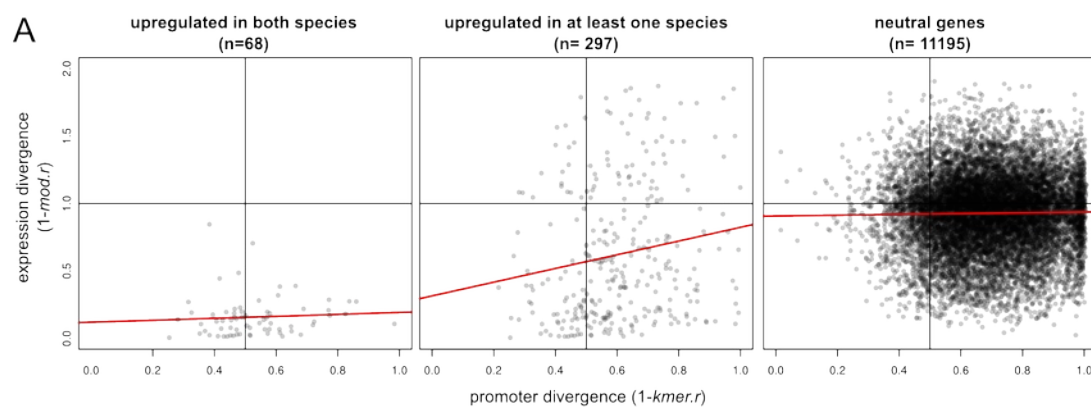 A
upregulated in both species
(n=68)
upregulated in at least one species
(n= 297)
neutral genes
(n= 11195)
expression divergence
(1-mod.r)
2.0
1.5
1.0
0.5
0.0
0.0 0.2 0.4 0.6 0.8 1.0
0.0 0.2 0.4 0.6 0.8 1.0
0.0 0.2 0.4 0.6 0.8 1.0
promoter divergence (1-kmer.r)